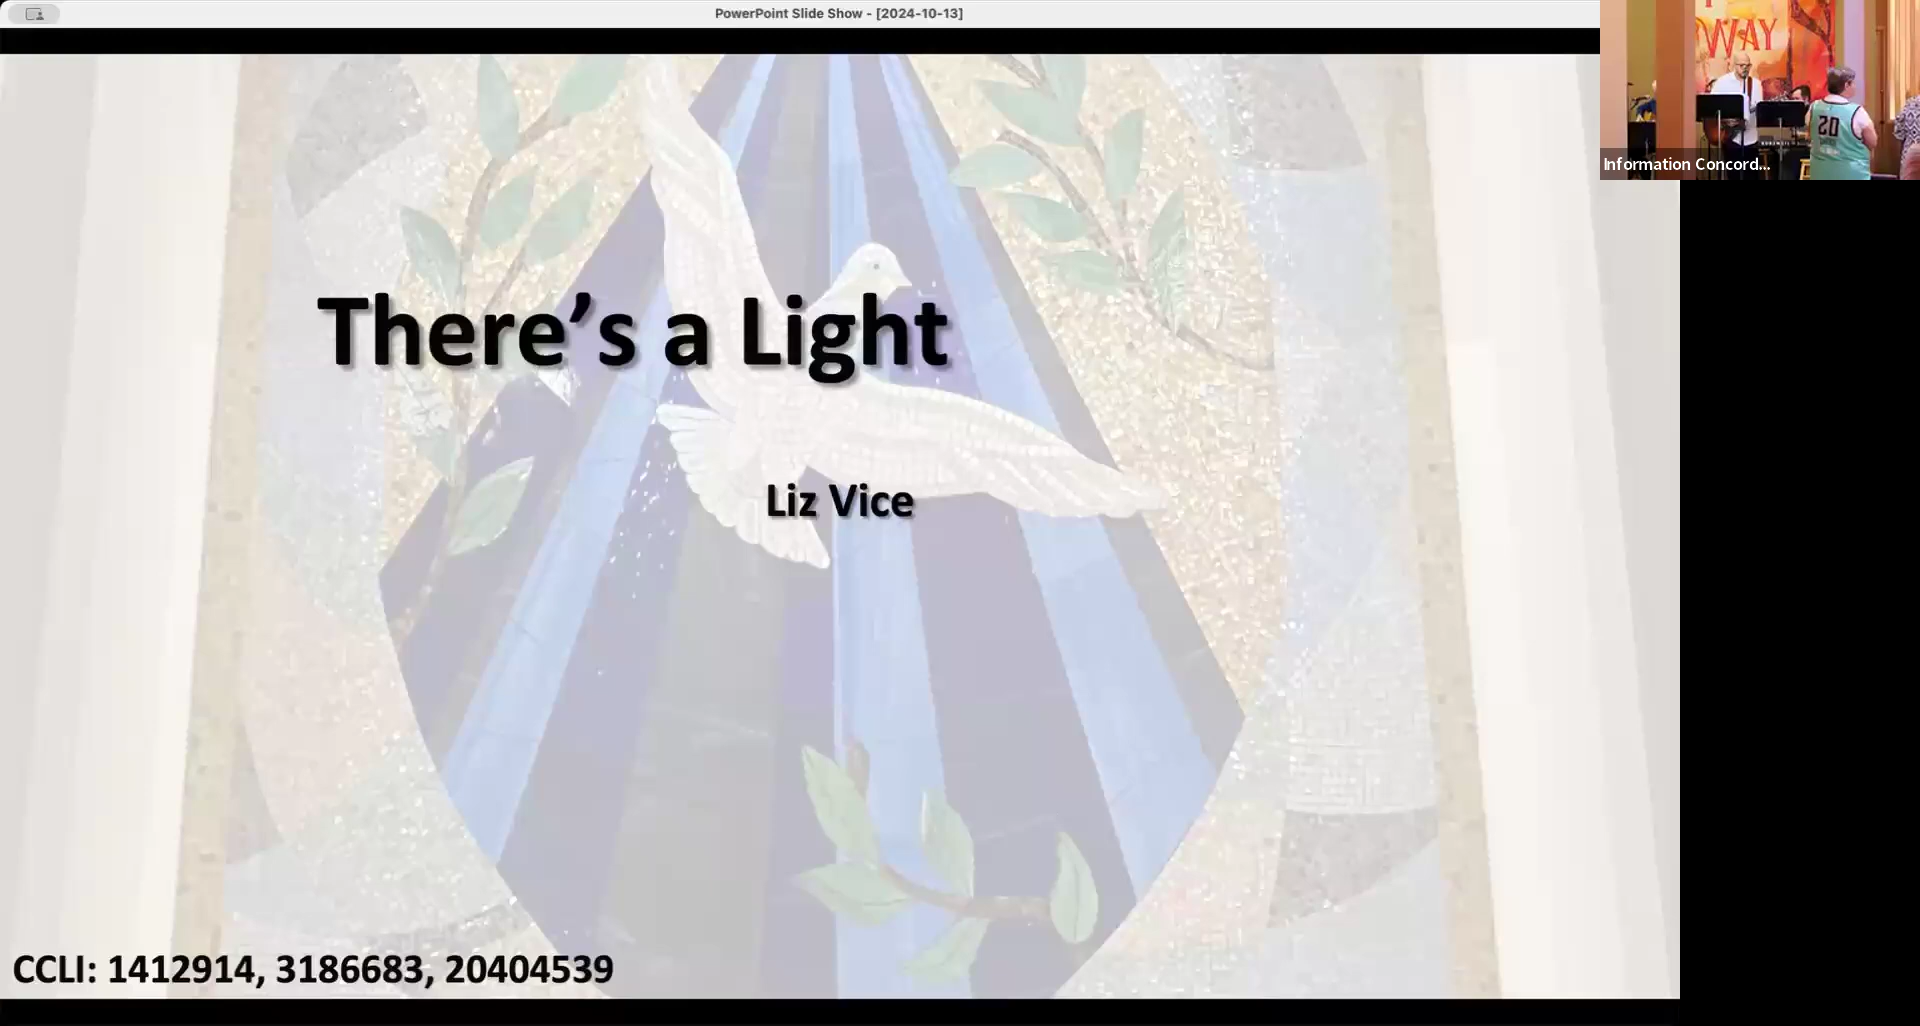 PowerPoint Slide Show - [2024-10-13]
WAY
20
Information Concord...
There's a Light
Liz Vice
CCLI: 1412914, 3186683, 20404539